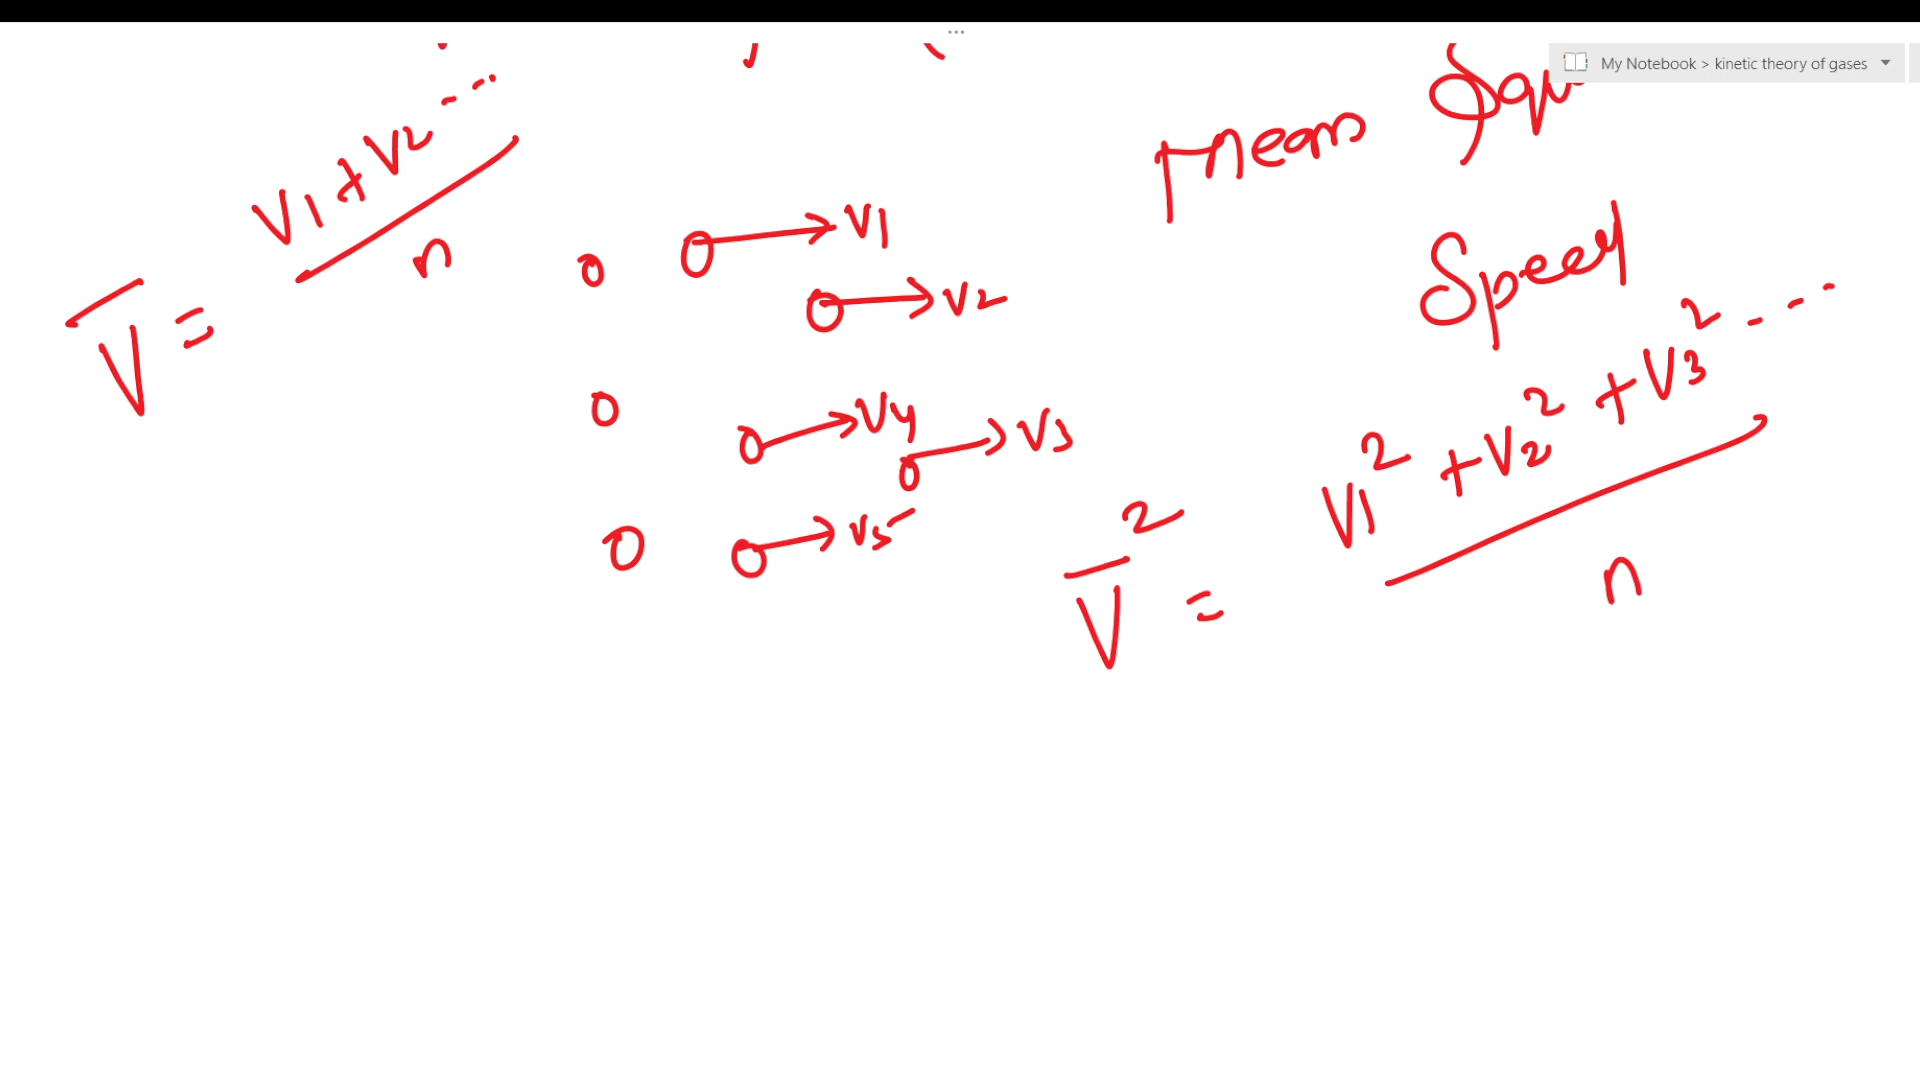 My Notebook > kinetic theory of gases
V̅ = V1 + V2 ... / n
V1
V2
V4
V3
V5
Mean
Speed
V̅² = V1² + V2² + V3² ... / n